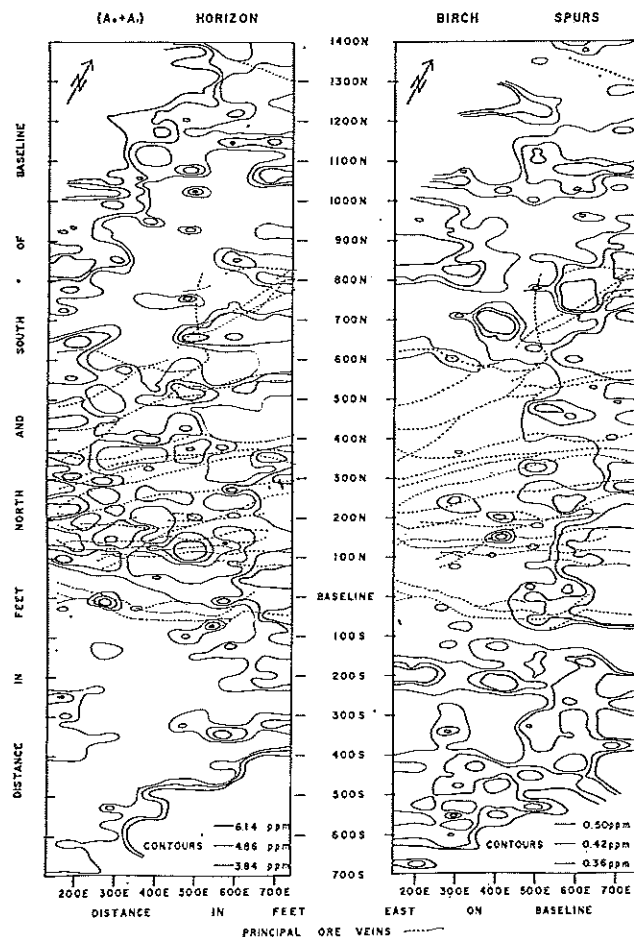 (A₀+A₁) HORIZON
BIRCH SPURS
DISTANCE IN FEET NORTH AND SOUTH OF BASELINE
1400N
1300N
1200N
1100N
1000N
900N
800N
700N
600N
500N
400N
300N
200N
100N
BASELINE
100S
200S
300S
400S
500S
600S
700S
CONTOURS
6.14 ppm
4.86 ppm
3.84 ppm
CONTOURS
0.50ppm
0.42ppm
0.36ppm
200E 300E 400E 500E 600E 700E
200E 300E 400E 500E 600E 700E
DISTANCE IN FEET EAST ON BASELINE
PRINCIPAL ORE VEINS